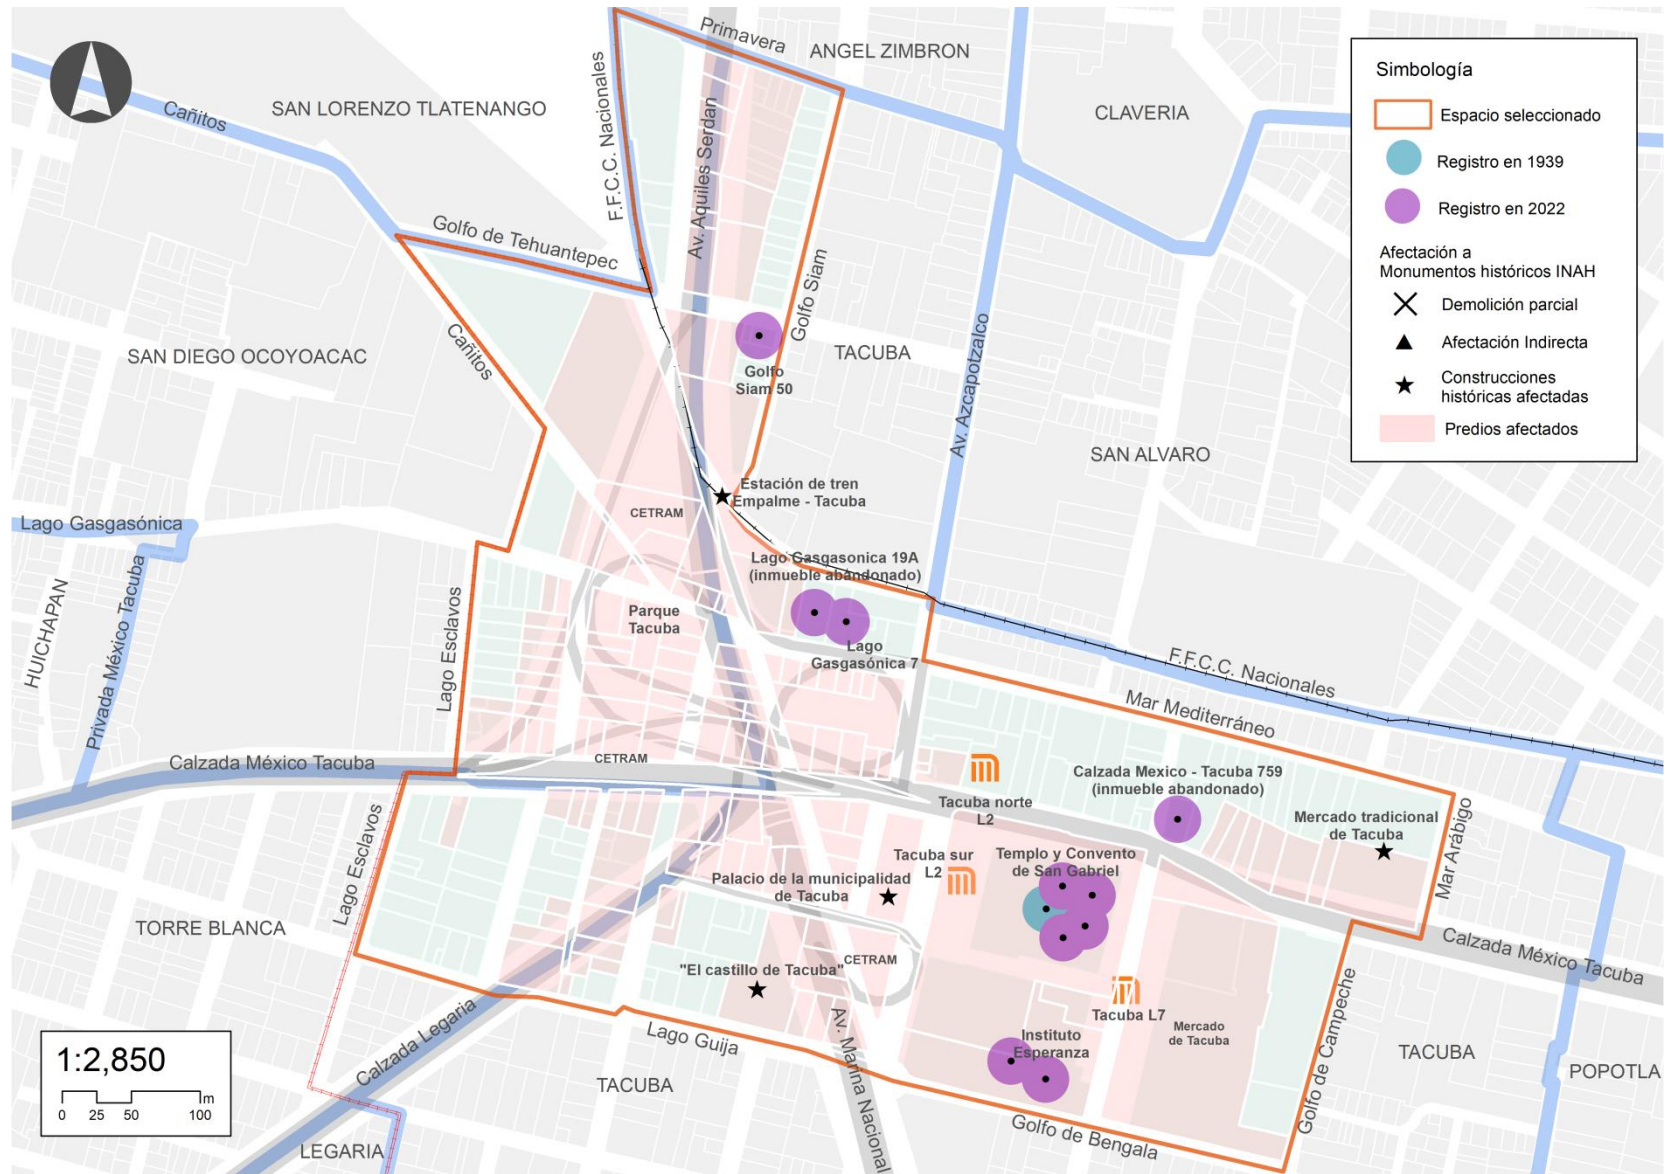 Primavera
ANGEL ZIMBRON
SAN LORENZO TLATENANGO
Cañitos
F.F.C.C. Nacionales
Av. Aquiles Serdan
CLAVERIA
Simbología
Espacio seleccionado
Registro en 1939
Registro en 2022
Afectación a
Monumentos históricos INAH
Demolición parcial
Afectación Indirecta
Construcciones
históricas afectadas
Predios afectados
Golfo de Tehuantepec
Golfo Siam
SAN DIEGO OCOYOACAC
Cañitos
Golfo
Siam 50
TACUBA
Av. Azcapotzalco
SAN ALVARO
Estación de tren
Empalme - Tacuba
CETRAM
Lago Gasgasónica
Privada México Tacuba
HUICHAPAN
Lago Esclavos
Lago Gasgasonica 19A
(inmueble abandonado)
Parque
Tacuba
Lago
Gasgasónica 7
F.F.C.C. Nacionales
Mar Mediterráneo
Calzada México Tacuba
CETRAM
Tacuba norte
L2
Calzada Mexico - Tacuba 759
(inmueble abandonado)
Mercado tradicional
de Tacuba
Mar Arábigo
Lago Esclavos
Tacuba sur
L2
Templo y Convento
de San Gabriel
Palacio de la municipalidad
de Tacuba
TORRE BLANCA
Calzada México Tacuba
"El castillo de Tacuba"
CETRAM
Tacuba L7
Mercado
de Tacuba
Golfo de Campeche
Calzada Legaria
Lago Guija
Av. Marina Nacional
Instituto
Esperanza
TACUBA
TACUBA
POPOTLA
Golfo de Bengala
LEGARIA
1:2,850
m
0 25 50 100